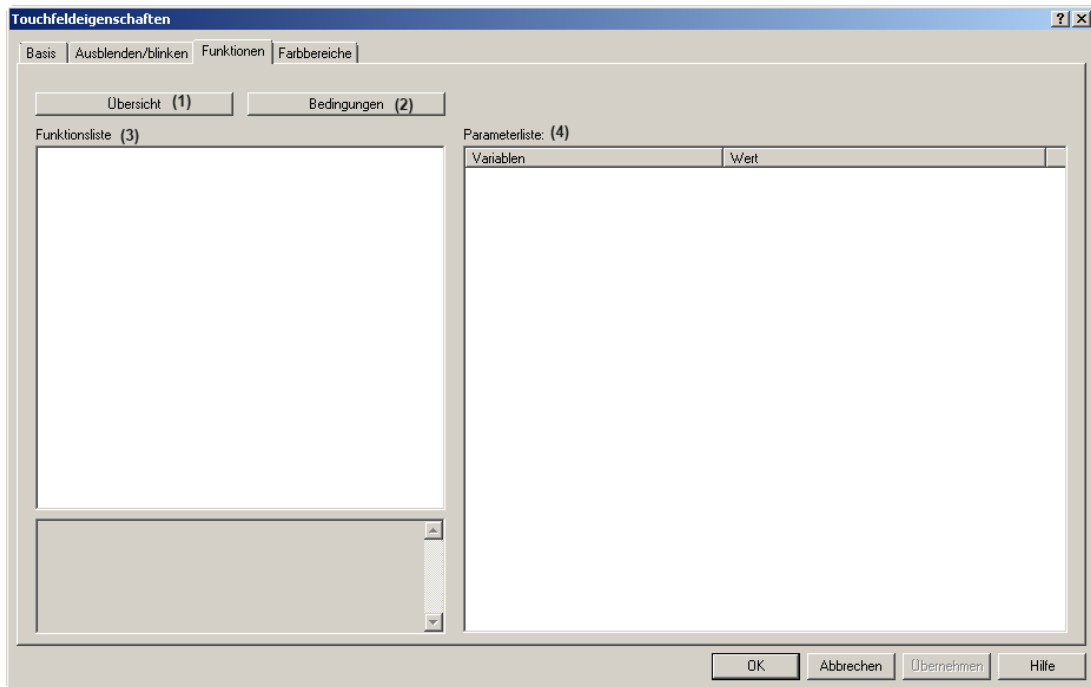 Touchfeldeigenschaften
Basis Ausblenden/blinken Funktionen Farbbereiche
Übersicht (1) Bedingungen (2)
Funktionsliste (3) Parameterliste: (4)
Variablen Wert
OK Abbrechen Übernehmen Hilfe